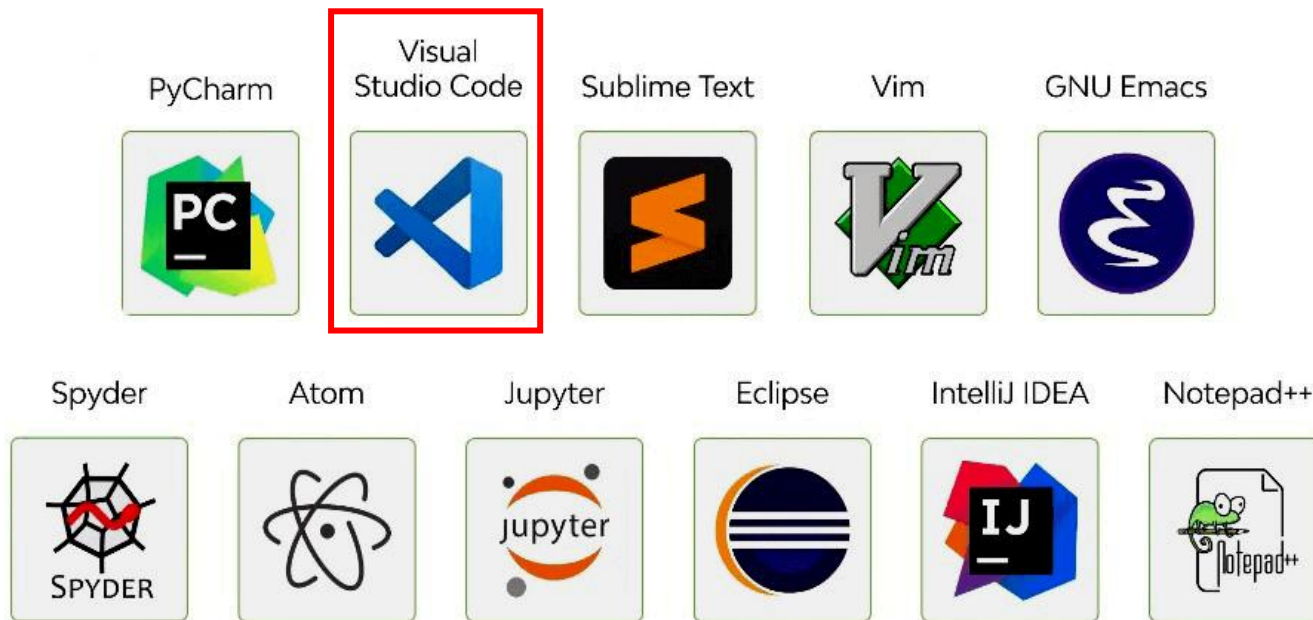 PyCharm
Visual
Studio Code
Sublime Text
Vim
GNU Emacs
PC
Vim
Spyder
Atom
Jupyter
Eclipse
IntelliJ IDEA
Notepad++
SPYDER
jupyter
IJ
Notepad++